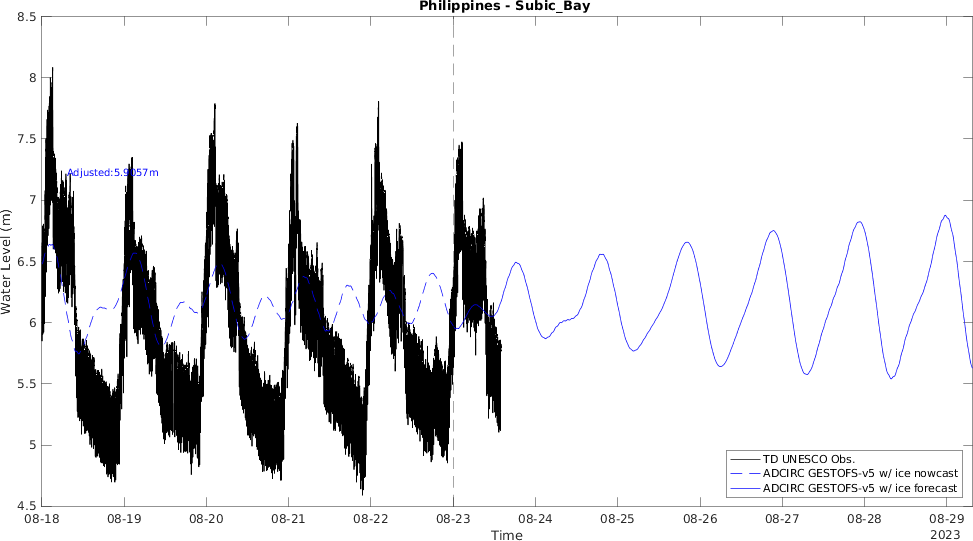 Philippines - Subic_Bay
8.5
8
7.5
7
6.5
6
5.5
5
4.5
Water Level (m)
Adjusted:5.9057m
TD UNESCO Obs.
ADCIRC GESTOFS-v5 w/ ice nowcast
ADCIRC GESTOFS-v5 w/ ice forecast
08-18 08-19 08-20 08-21 08-22 08-23 08-24 08-25 08-26 08-27 08-28 08-29
Time
2023